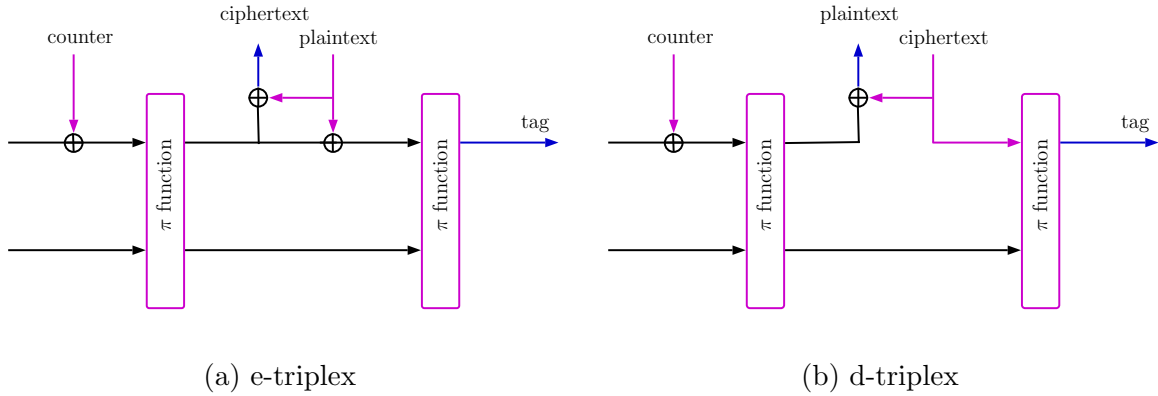 ciphertext
counter
plaintext
tag
π function
π function
(a) e-triplex
plaintext
counter
ciphertext
tag
π function
π function
(b) d-triplex